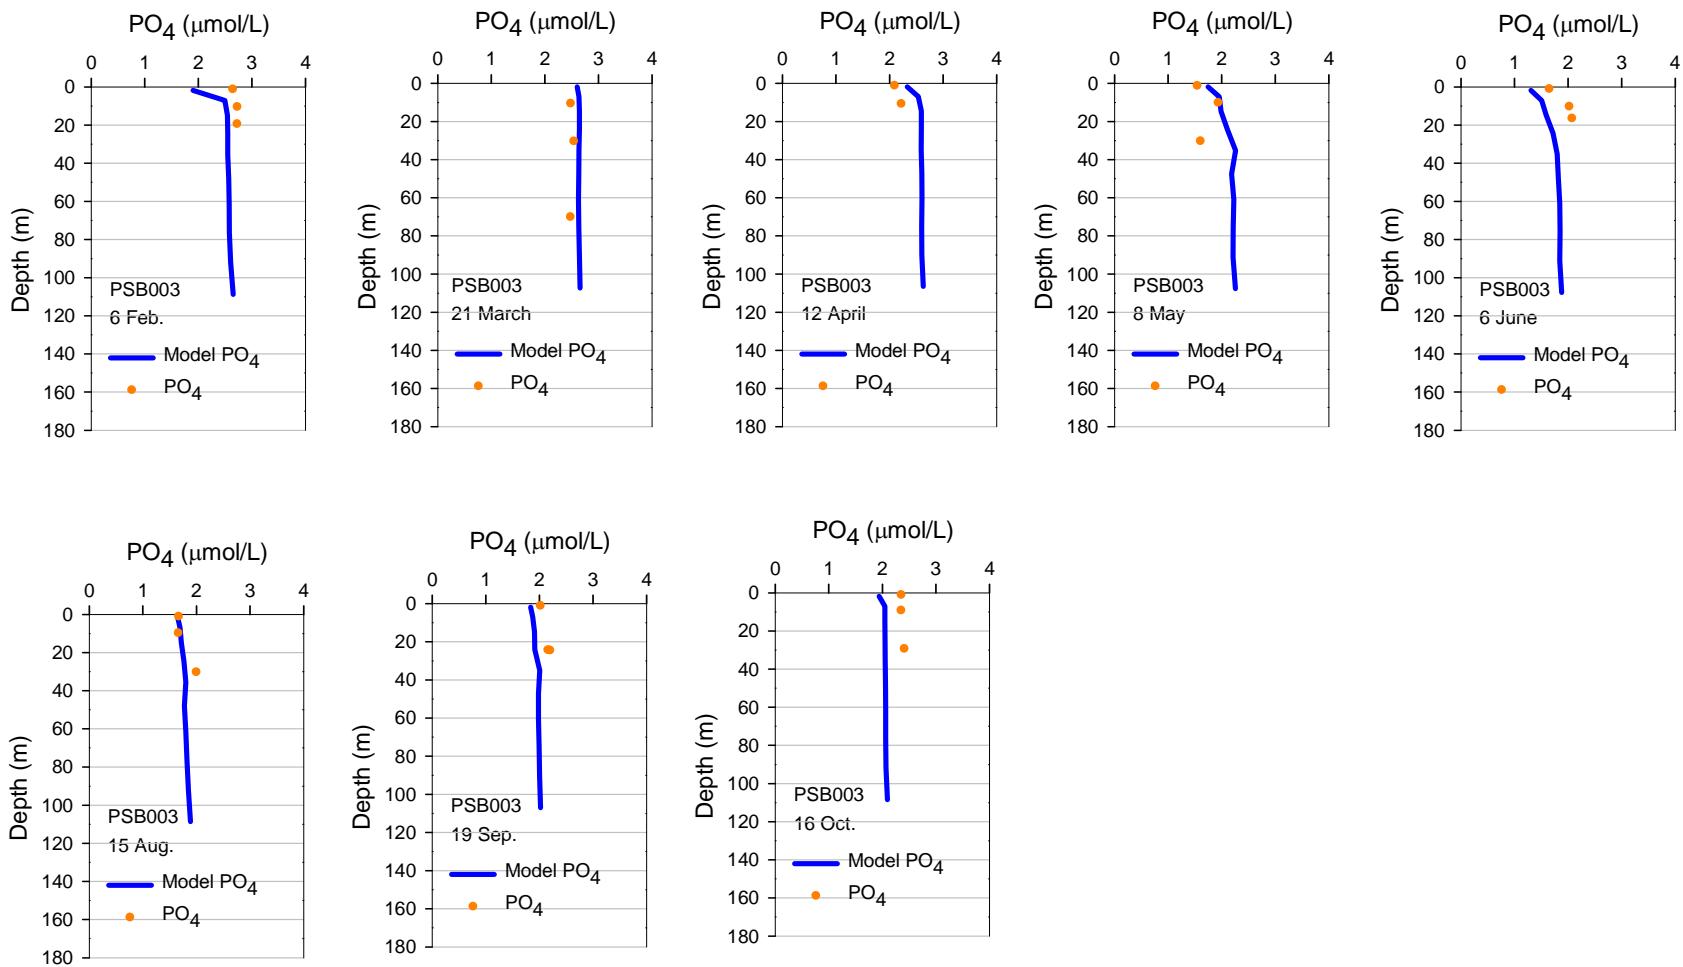 PO4 (μmol/L)
0 1 2 3 4
0
20
40
60
80
100
120
140
160
180
Depth (m)
PSB003
6 Feb.
Model PO4
PO4
PO4 (μmol/L)
0 1 2 3 4
0
20
40
60
80
100
120
140
160
180
Depth (m)
PSB003
21 March
Model PO4
PO4
PO4 (μmol/L)
0 1 2 3 4
0
20
40
60
80
100
120
140
160
180
Depth (m)
PSB003
12 April
Model PO4
PO4
PO4 (μmol/L)
0 1 2 3 4
0
20
40
60
80
100
120
140
160
180
Depth (m)
PSB003
8 May
Model PO4
PO4
PO4 (μmol/L)
0 1 2 3 4
0
20
40
60
80
100
120
140
160
180
Depth (m)
PSB003
6 June
Model PO4
PO4
PO4 (μmol/L)
0 1 2 3 4
0
20
40
60
80
100
120
140
160
180
Depth (m)
PSB003
15 Aug.
Model PO4
PO4
PO4 (μmol/L)
0 1 2 3 4
0
20
40
60
80
100
120
140
160
180
Depth (m)
PSB003
19 Sep.
Model PO4
PO4
PO4 (μmol/L)
0 1 2 3 4
0
20
40
60
80
100
120
140
160
180
Depth (m)
PSB003
16 Oct.
Model PO4
PO4